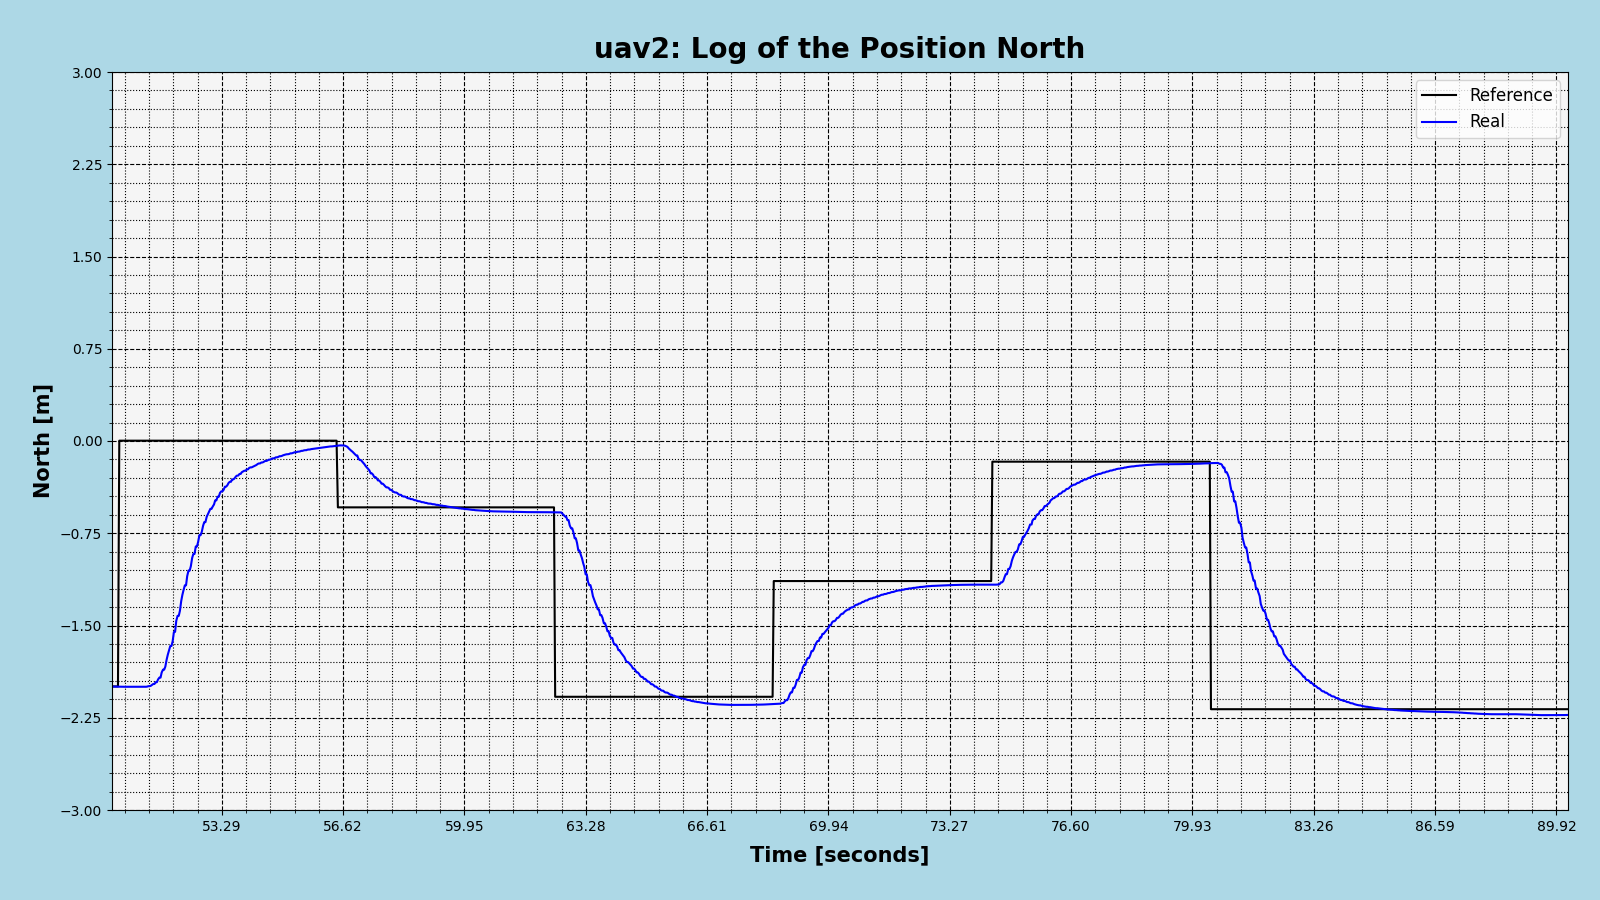 uav2: Log of the Position North
Reference
Real
3.00
2.25
1.50
0.75
0.00
−0.75
−1.50
−2.25
−3.00
North [m]
53.29 56.62 59.95 63.28 66.61 69.94 73.27 76.60 79.93 83.26 86.59 89.92
Time [seconds]